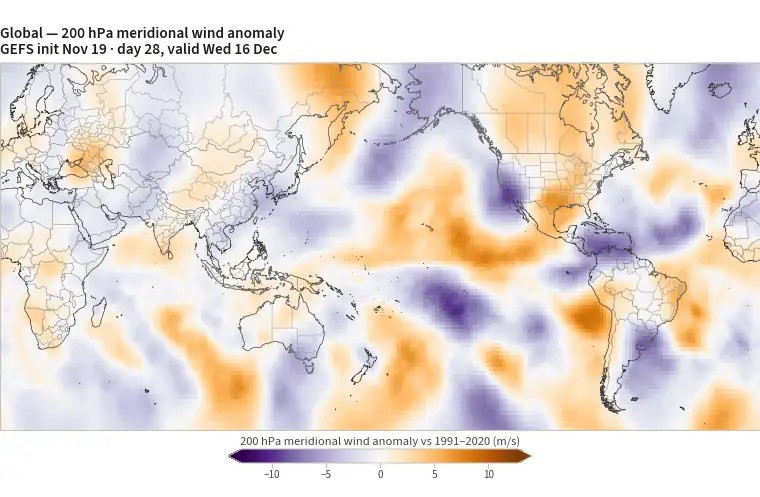 Global — 200 hPa meridional wind anomaly
GEFS init Nov 19 · day 28, valid Wed 16 Dec
200 hPa meridional wind anomaly vs 1991–2020 (m/s)
−10 −5 0 5 10